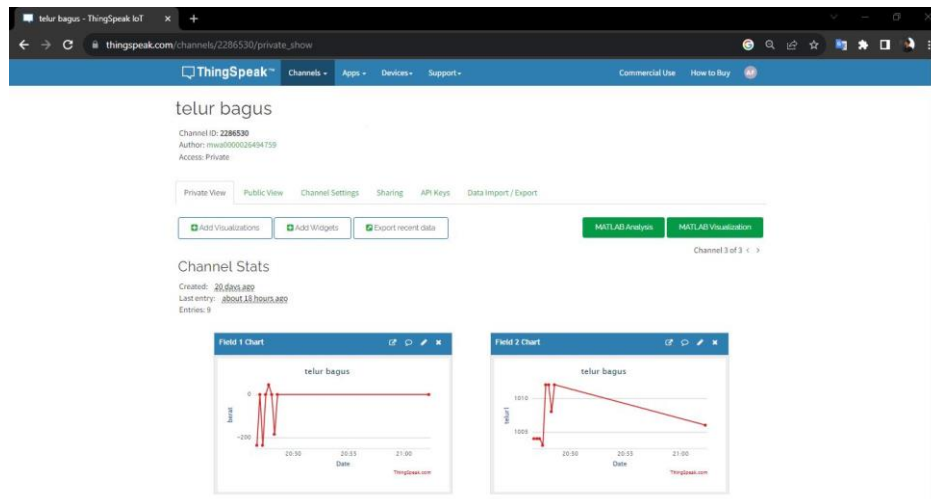 telur bagus - ThingSpeak IoT
thingspeak.com/channels/2286530/private_show
ThingSpeak™ Channels Apps Devices Support Commercial Use How to Buy
telur bagus
Channel ID: 2286530
Author: mwa0000026494759
Access: Private
Private View Public View Channel Settings Sharing API Keys Data Import / Export
Add Visualizations Add Widgets Export recent data MATLAB Analysis MATLAB Visualization
Channel 3 of 3 < >
Channel Stats
Created: 20 days ago
Last entry: about 18 hours ago
Entries: 9
Field 1 Chart
telur bagus
berat
0
-200
20:50 20:55 21:00
Date
ThingSpeak.com
Field 2 Chart
telur bagus
telur1
1010
1005
20:50 20:55 21:00
Date
ThingSpeak.com